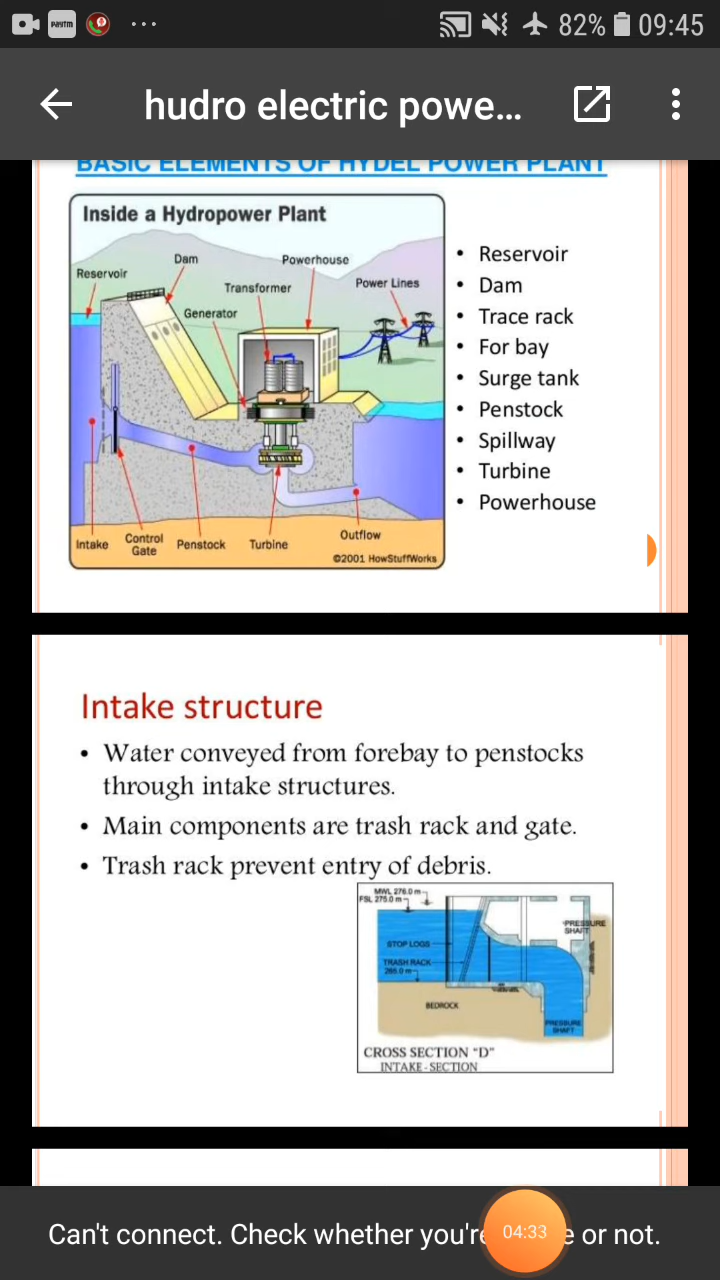 Paytm
82%
09:45
hudro electric powe...
BASIC ELEMENTS OF HYDEL POWER PLANT
Inside a Hydropower Plant
Reservoir
Dam
Powerhouse
Transformer
Power Lines
Generator
Intake
Control
Gate
Penstock
Turbine
Outflow
©2001 HowStuffWorks
• Reservoir
• Dam
• Trace rack
• For bay
• Surge tank
• Penstock
• Spillway
• Turbine
• Powerhouse
Intake structure
• Water conveyed from forebay to penstocks
through intake structures.
• Main components are trash rack and gate.
• Trash rack prevent entry of debris.
MWL 276.0 m
FSL 275.0 m
PRESSURE
SHAFT
STOP LOGS
TRASH RACK
BEDROCK
PRESSURE
SHAFT
CROSS SECTION "D"
INTAKE - SECTION
Can't connect. Check whether you're
04:33
or not.